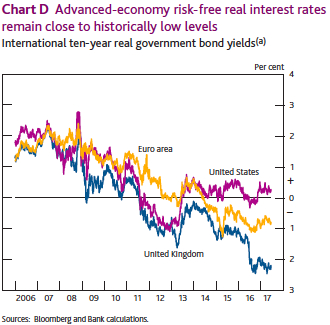 Chart D Advanced-economy risk-free real interest rates
remain close to historically low levels
International ten-year real government bond yields(a)
Per cent
4
3
2
Euro area
1
United States
+
0
–
1
United Kingdom
2
3
2006 07 08 09 10 11 12 13 14 15 16 17
Sources: Bloomberg and Bank calculations.